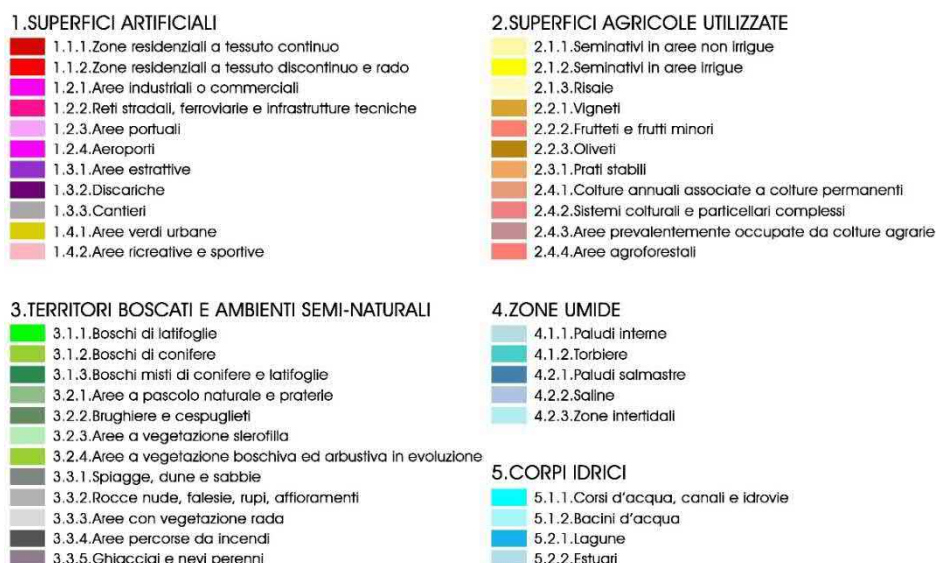 1.SUPERFICI ARTIFICIALI
1.1.1.Zone residenziali a tessuto continuo
1.1.2.Zone residenziali a tessuto discontinuo e rado
1.2.1.Aree industriali o commerciali
1.2.2.Reti stradali, ferroviarie e infrastrutture tecniche
1.2.3.Aree portuali
1.2.4.Aeroporti
1.3.1.Aree estrattive
1.3.2.Discariche
1.3.3.Cantieri
1.4.1.Aree verdi urbane
1.4.2.Aree ricreative e sportive
2.SUPERFICI AGRICOLE UTILIZZATE
2.1.1.Seminativi in aree non irrigue
2.1.2.Seminativi in aree irrigue
2.1.3.Risaie
2.2.1.Vigneti
2.2.2.Frutteti e frutti minori
2.2.3.Oliveti
2.3.1.Prati stabili
2.4.1.Colture annuali associate a colture permanenti
2.4.2.Sistemi colturali e particellari complessi
2.4.3.Aree prevalentemente occupate da colture agrarie
2.4.4.Aree agroforestali
3.TERRITORI BOSCATI E AMBIENTI SEMI-NATURALI
3.1.1.Boschi di latifoglie
3.1.2.Boschi di conifere
3.1.3.Boschi misti di conifere e latifoglie
3.2.1.Aree a pascolo naturale e praterie
3.2.2.Brughiere e cespuglieti
3.2.3.Aree a vegetazione slerofilla
3.2.4.Aree a vegetazione boschiva ed arbustiva in evoluzione
3.3.1.Spiagge, dune e sabbie
3.3.2.Rocce nude, falesie, rupi, affioramenti
3.3.3.Aree con vegetazione rada
3.3.4.Aree percorse da incendi
3.3.5.Ghiacciai e nevi perenni
4.ZONE UMIDE
4.1.1.Paludi interne
4.1.2.Torbiere
4.2.1.Paludi salmastre
4.2.2.Saline
4.2.3.Zone intertidali
5.CORPI IDRICI
5.1.1.Corsi d'acqua, canali e idrovie
5.1.2.Bacini d'acqua
5.2.1.Lagune
5.2.2.Estuari